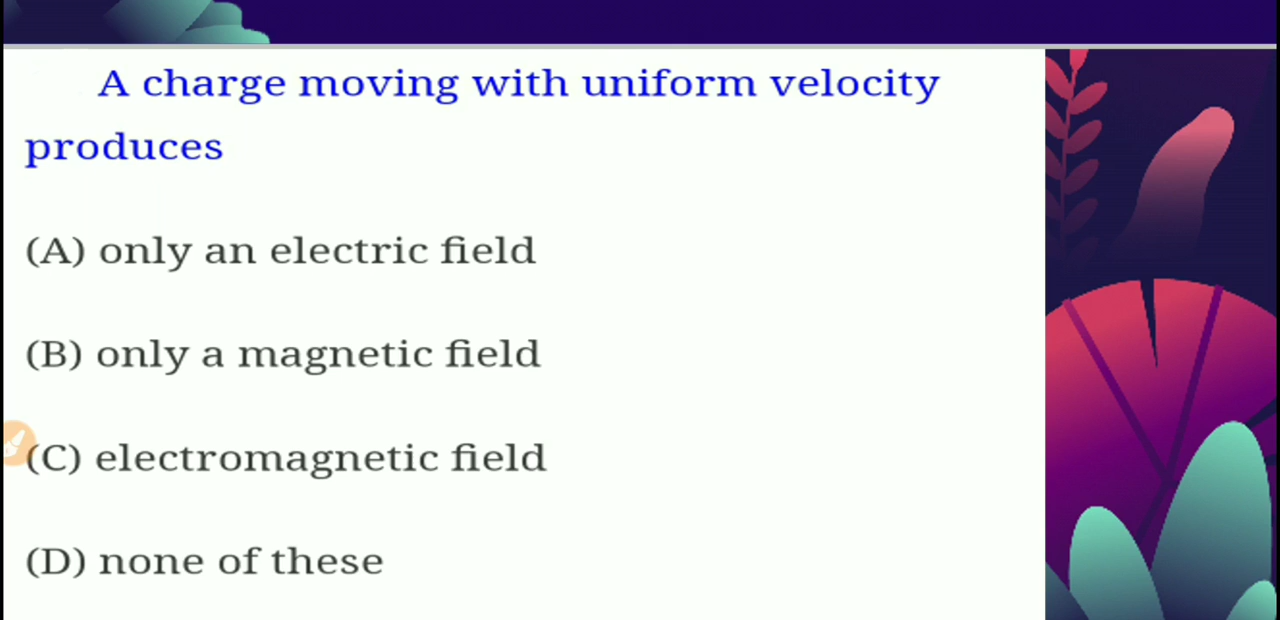 A charge moving with uniform velocity
produces
(A) only an electric field
(B) only a magnetic field
(C) electromagnetic field
(D) none of these